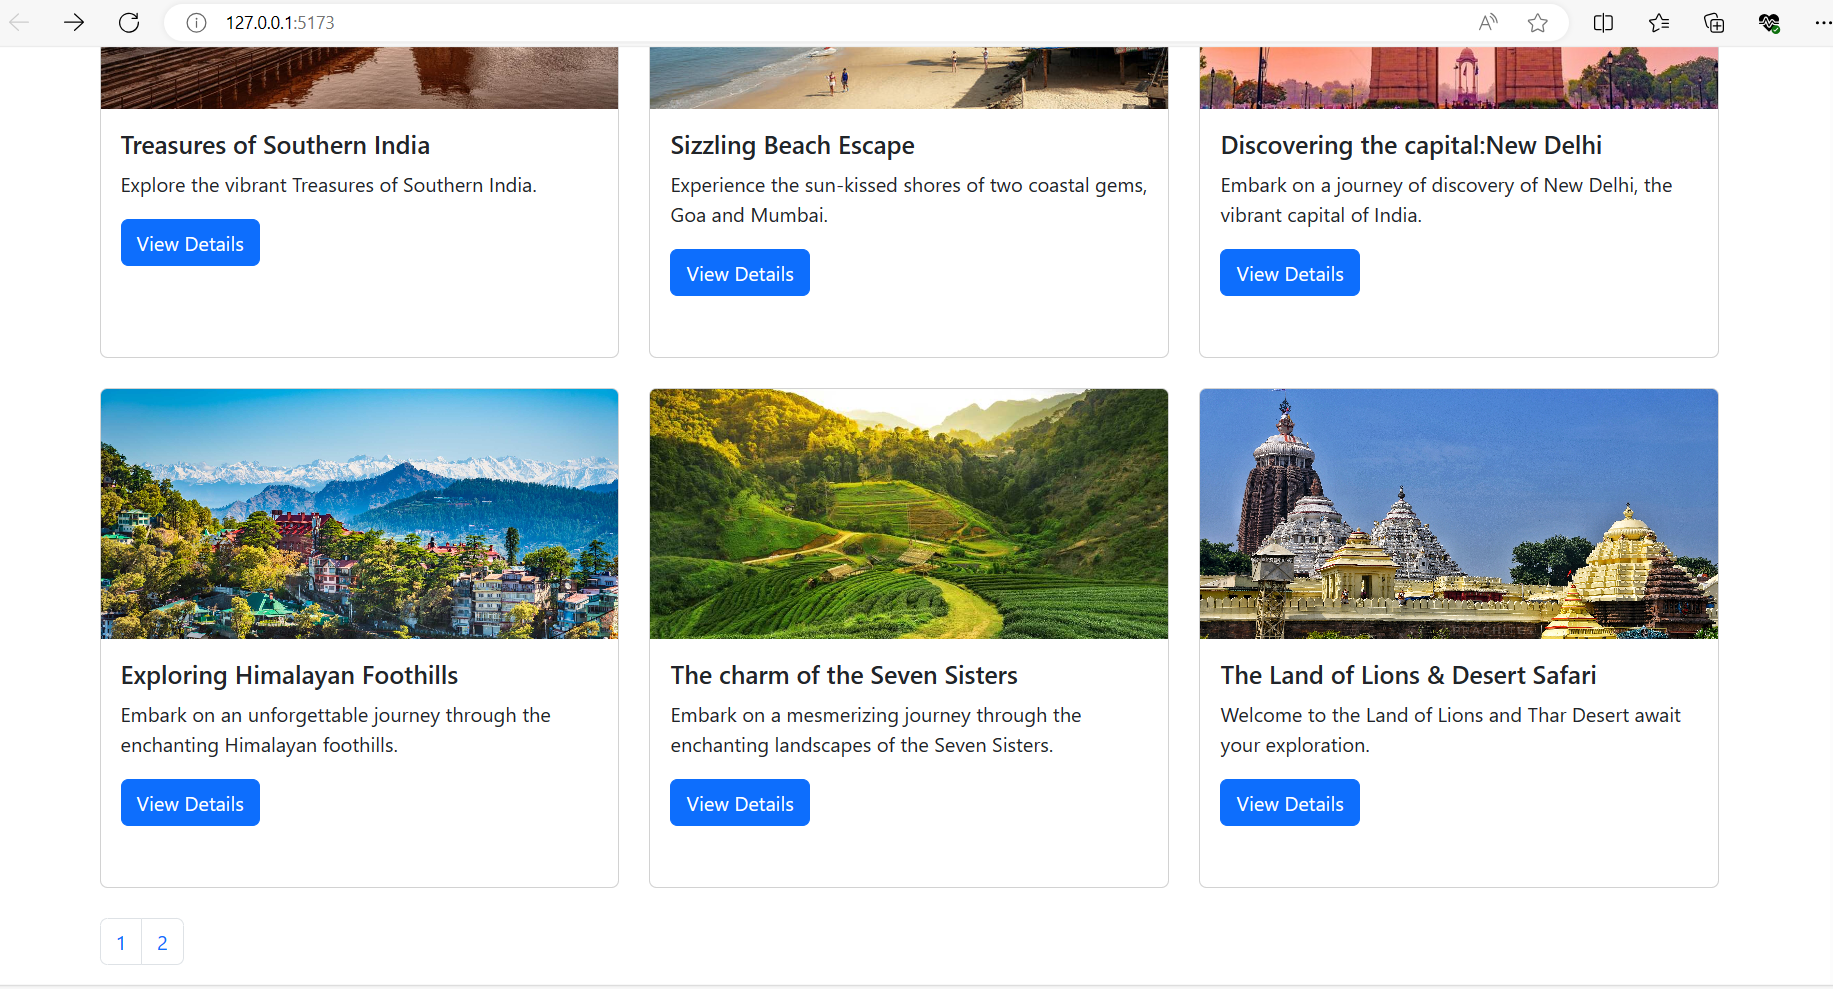 127.0.0.1:5173
Treasures of Southern India
Explore the vibrant Treasures of Southern India.
View Details
Sizzling Beach Escape
Experience the sun-kissed shores of two coastal gems,
Goa and Mumbai.
View Details
Discovering the capital:New Delhi
Embark on a journey of discovery of New Delhi, the
vibrant capital of India.
View Details
Exploring Himalayan Foothills
Embark on an unforgettable journey through the
enchanting Himalayan foothills.
View Details
The charm of the Seven Sisters
Embark on a mesmerizing journey through the
enchanting landscapes of the Seven Sisters.
View Details
The Land of Lions & Desert Safari
Welcome to the Land of Lions and Thar Desert await
your exploration.
View Details
1 2